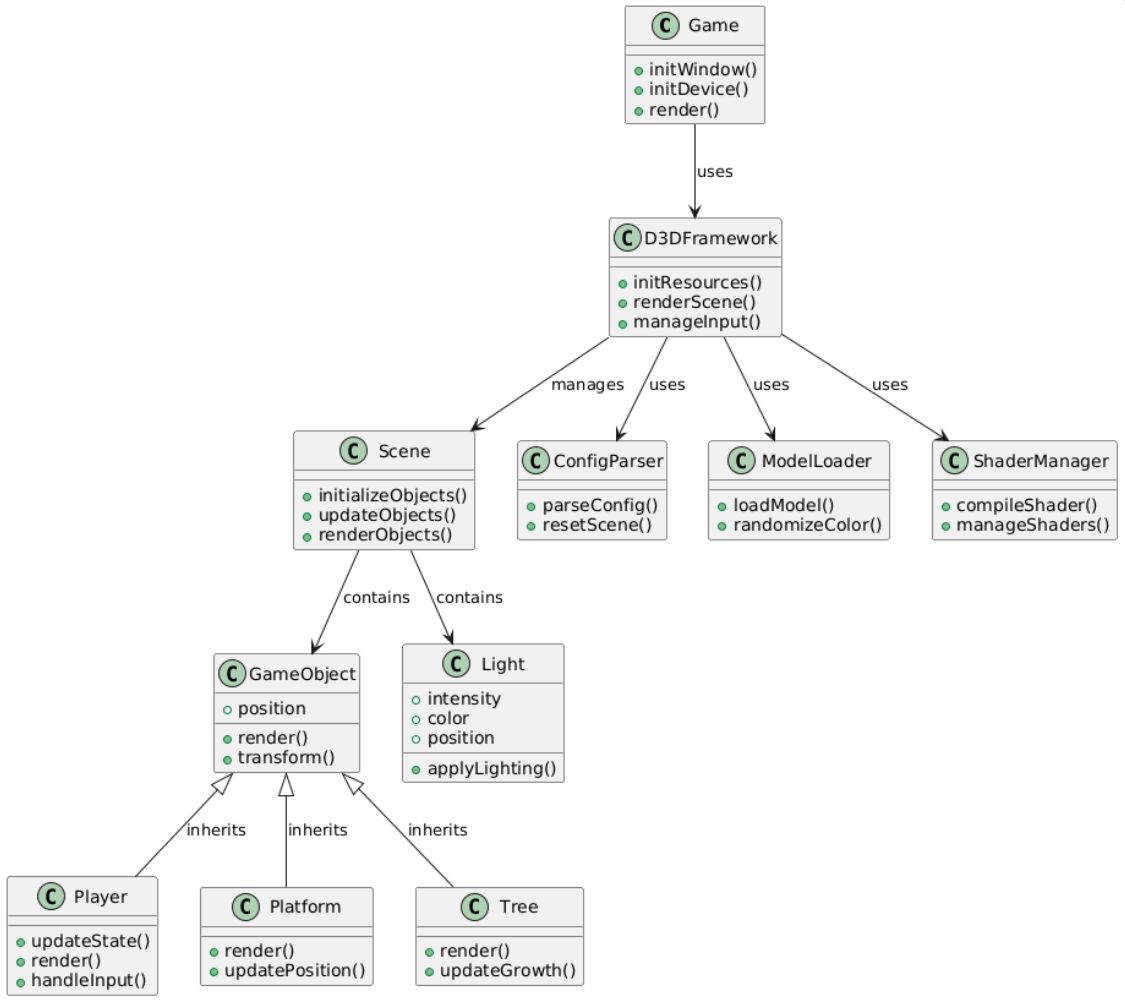 C Game
+initWindow()
+initDevice()
+render()
uses
C D3DFramework
initResources()
renderScene()
manageInput()
manages
uses
uses
uses
C Scene
initializeObjects()
updateObjects()
renderObjects()
C ConfigParser
parseConfig()
resetScene()
C ModelLoader
loadModel()
randomizeColor()
C ShaderManager
compileShader()
manageShaders()
contains
contains
C GameObject
position
render()
transform()
C Light
intensity
color
position
applyLighting()
inherits
inherits
inherits
C Player
updateState()
render()
handleInput()
C Platform
render()
updatePosition()
C Tree
render()
updateGrowth()